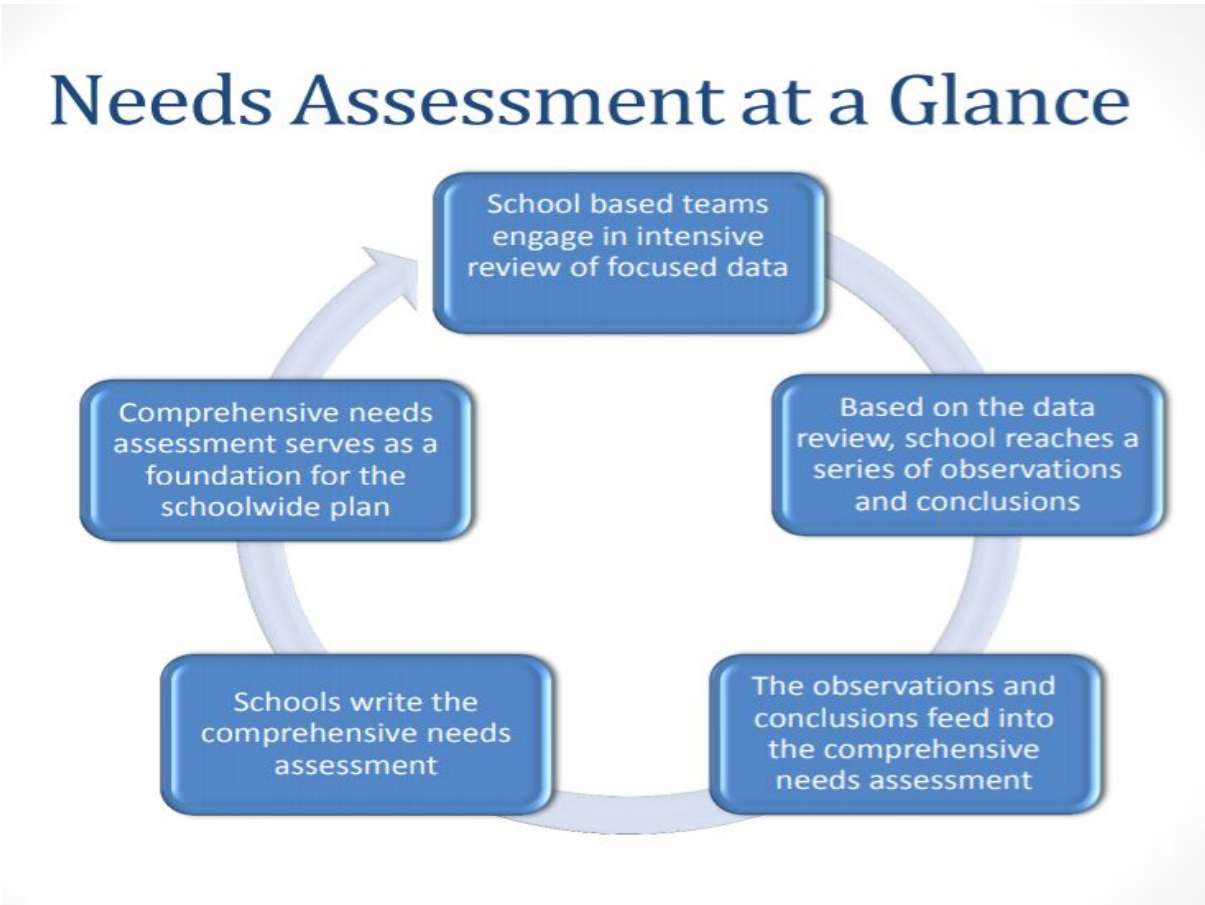 Needs Assessment at a Glance
School based teams
engage in intensive
review of focused data
Based on the data
review, school reaches a
series of observations
and conclusions
The observations and
conclusions feed into
the comprehensive
needs assessment
Schools write the
comprehensive needs
assessment
Comprehensive needs
assessment serves as a
foundation for the
schoolwide plan